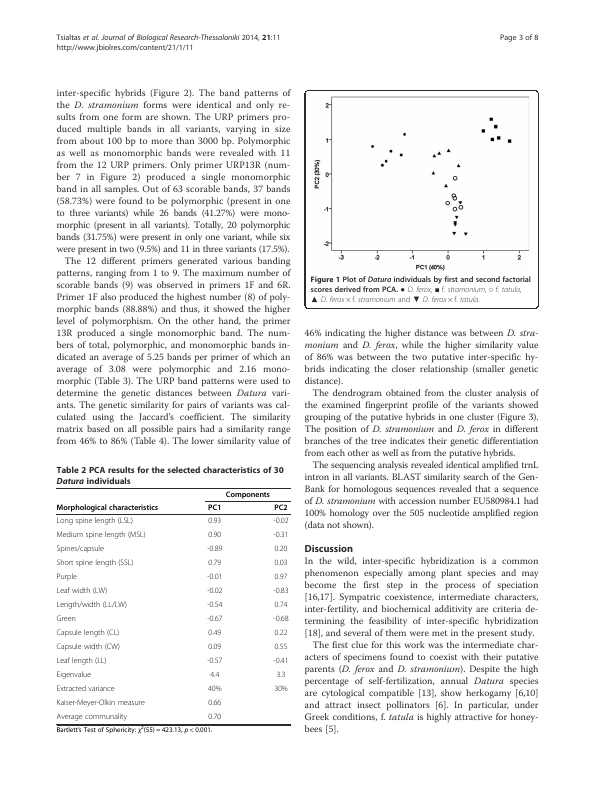 Tsialtas et al. Journal of Biological Research-Thessaloniki 2014, 21:11
http://www.jbiolres.com/content/21/1/11
Page 3 of 8
inter-specific hybrids (Figure 2). The band patterns of
the D. stramonium forms were identical and only re-
sults from one form are shown. The URP primers pro-
duced multiple bands in all variants, varying in size
from about 100 bp to more than 3000 bp. Polymorphic
as well as monomorphic bands were revealed with 11
from the 12 URP primers. Only primer URP13R (num-
ber 7 in Figure 2) produced a single monomorphic
band in all samples. Out of 63 scorable bands, 37 bands
(58.73%) were found to be polymorphic (present in one
to three variants) while 26 bands (41.27%) were mono-
morphic (present in all variants). Totally, 20 polymorphic
bands (31.75%) were present in only one variant, while six
were present in two (9.5%) and 11 in three variants (17.5%).
The 12 different primers generated various banding
patterns, ranging from 1 to 9. The maximum number of
scorable bands (9) was observed in primers 1F and 6R.
Primer 1F also produced the highest number (8) of poly-
morphic bands (88.88%) and thus, it showed the higher
level of polymorphism. On the other hand, the primer
13R produced a single monomorphic band. The num-
bers of total, polymorphic, and monomorphic bands in-
dicated an average of 5.25 bands per primer of which an
average of 3.08 were polymorphic and 2.16 mono-
morphic (Table 3). The URP band patterns were used to
determine the genetic distances between Datura vari-
ants. The genetic similarity for pairs of variants was cal-
culated using the Jaccard's coefficient. The similarity
matrix based on all possible pairs had a similarity range
from 46% to 86% (Table 4). The lower similarity value of
Table 2 PCA results for the selected characteristics of 30
Datura individuals
Components
Morphological characteristics PC1 PC2
Long spine length (LSL) 0.93 -0.02
Medium spine length (MSL) 0.90 -0.31
Spines/capsule -0.89 0.20
Short spine length (SSL) 0.79 0.03
Purple -0.01 0.97
Leaf width (LW) -0.02 -0.83
Length/width (LL/LW) -0.54 0.74
Green -0.67 -0.68
Capsule length (CL) 0.49 0.22
Capsule width (CW) 0.09 0.55
Leaf length (LL) -0.57 -0.41
Eigenvalue 4.4 3.3
Extracted variance 40% 30%
Kaiser-Meyer-Olkin measure 0.66
Average communality 0.70
Bartlett's Test of Sphericity: χ²(55) = 423.13, p < 0.001.
2
1
0
-1
-2
PC2 (30%)
-3 -2 -1 0 1 2
PC1 (40%)
Figure 1 Plot of Datura individuals by first and second factorial
scores derived from PCA. ● D. ferox, ■ f. stramonium, ○ f. tatula,
▲ D. ferox × f. stramonium and ▼ D. ferox × f. tatula.
46% indicating the higher distance was between D. stra-
monium and D. ferox, while the higher similarity value
of 86% was between the two putative inter-specific hy-
brids indicating the closer relationship (smaller genetic
distance).
The dendrogram obtained from the cluster analysis of
the examined fingerprint profile of the variants showed
grouping of the putative hybrids in one cluster (Figure 3).
The position of D. stramonium and D. ferox in different
branches of the tree indicates their genetic differentiation
from each other as well as from the putative hybrids.
The sequencing analysis revealed identical amplified trnL
intron in all variants. BLAST similarity search of the Gen-
Bank for homologous sequences revealed that a sequence
of D. stramonium with accession number EU580984.1 had
100% homology over the 505 nucleotide amplified region
(data not shown).
Discussion
In the wild, inter-specific hybridization is a common
phenomenon especially among plant species and may
become the first step in the process of speciation
[16,17]. Sympatric coexistence, intermediate characters,
inter-fertility, and biochemical additivity are criteria de-
termining the feasibility of inter-specific hybridization
[18], and several of them were met in the present study.
The first clue for this work was the intermediate char-
acters of specimens found to coexist with their putative
parents (D. ferox and D. stramonium). Despite the high
percentage of self-fertilization, annual Datura species
are cytological compatible [13], show herkogamy [6,10]
and attract insect pollinators [6]. In particular, under
Greek conditions, f. tatula is highly attractive for honey-
bees [5].